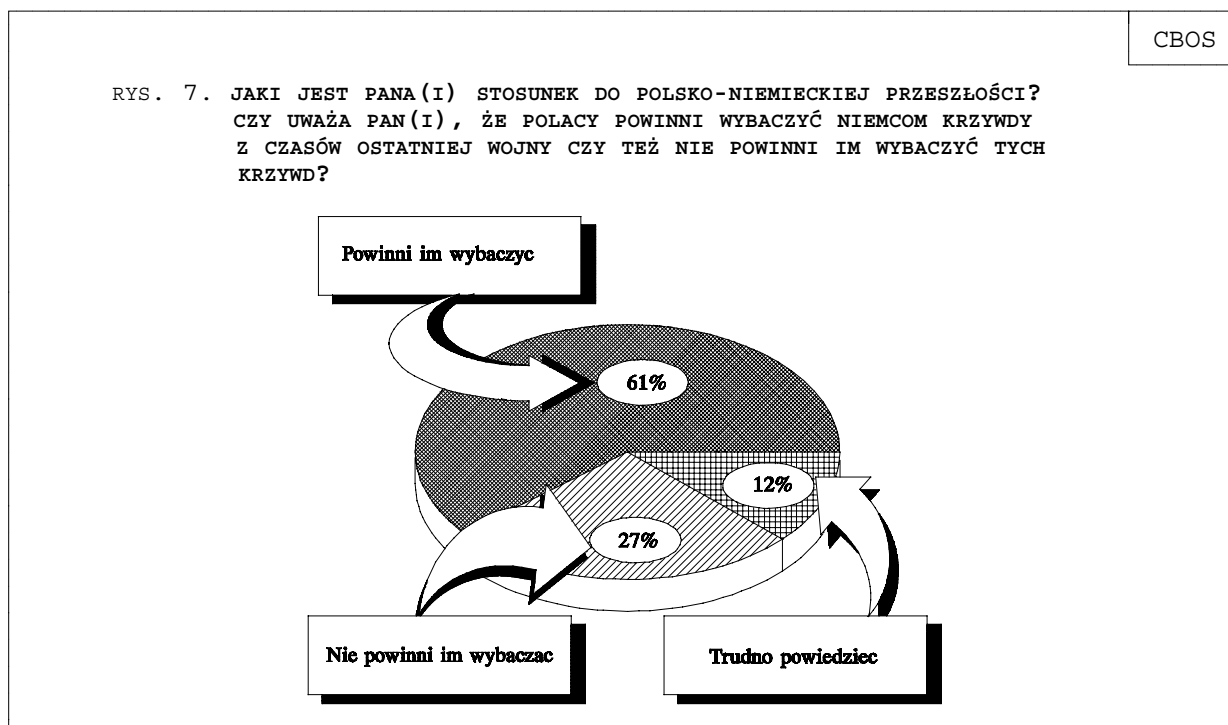 CBOS
RYS. 7. JAKI JEST PANA(I) STOSUNEK DO POLSKO-NIEMIECKIEJ PRZESZŁOŚCI?
CZY UWAŻA PAN(I), ŻE POLACY POWINNI WYBACZYĆ NIEMCOM KRZYWDY
Z CZASÓW OSTATNIEJ WOJNY CZY TEŻ NIE POWINNI IM WYBACZYĆ TYCH
KRZYWD?
Powinni im wybaczyc
61%
12%
27%
Nie powinni im wybaczac
Trudno powiedziec